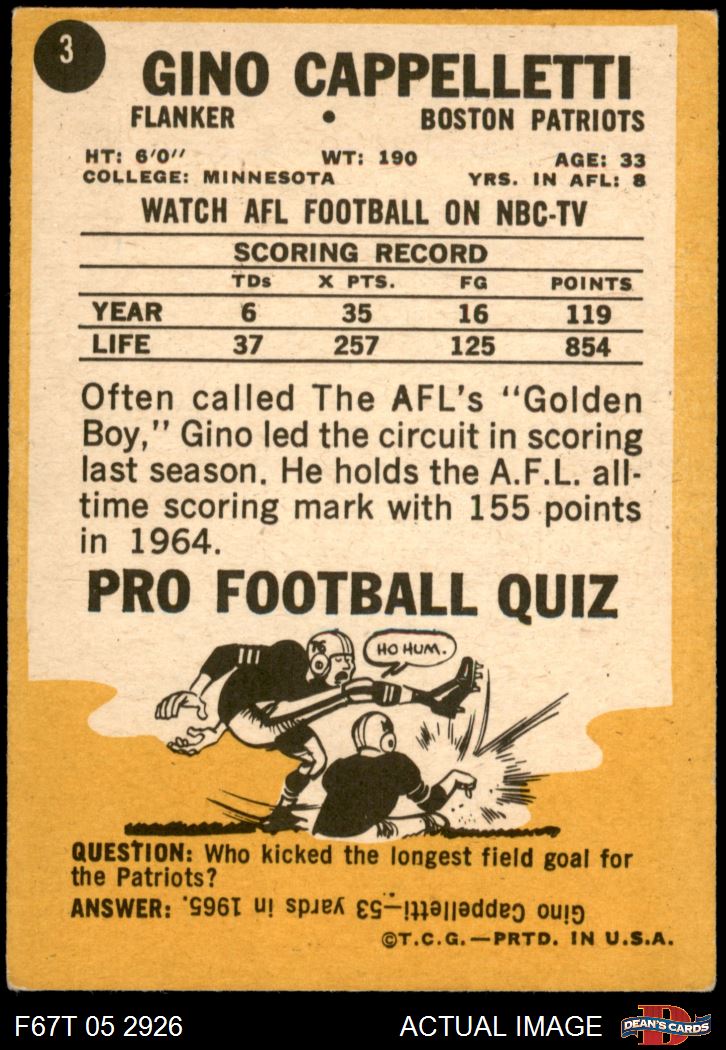 3
GINO CAPPELLETTI
FLANKER • BOSTON PATRIOTS
HT: 6'0" WT: 190 AGE: 33
COLLEGE: MINNESOTA YRS. IN AFL: 8
WATCH AFL FOOTBALL ON NBC-TV
SCORING RECORD
TDs X PTS. FG POINTS
YEAR 6 35 16 119
LIFE 37 257 125 854
Often called The AFL's "Golden
Boy," Gino led the circuit in scoring
last season. He holds the A.F.L. all-
time scoring mark with 155 points
in 1964.
PRO FOOTBALL QUIZ
76
HO HUM.
QUESTION: Who kicked the longest field goal for
the Patriots?
ANSWER: Gino Cappelletti—53 yards in 1965.
©T.C.G.—PRTD. IN U.S.A.
F67T 05 2926 ACTUAL IMAGE
D
DEAN'S CARDS